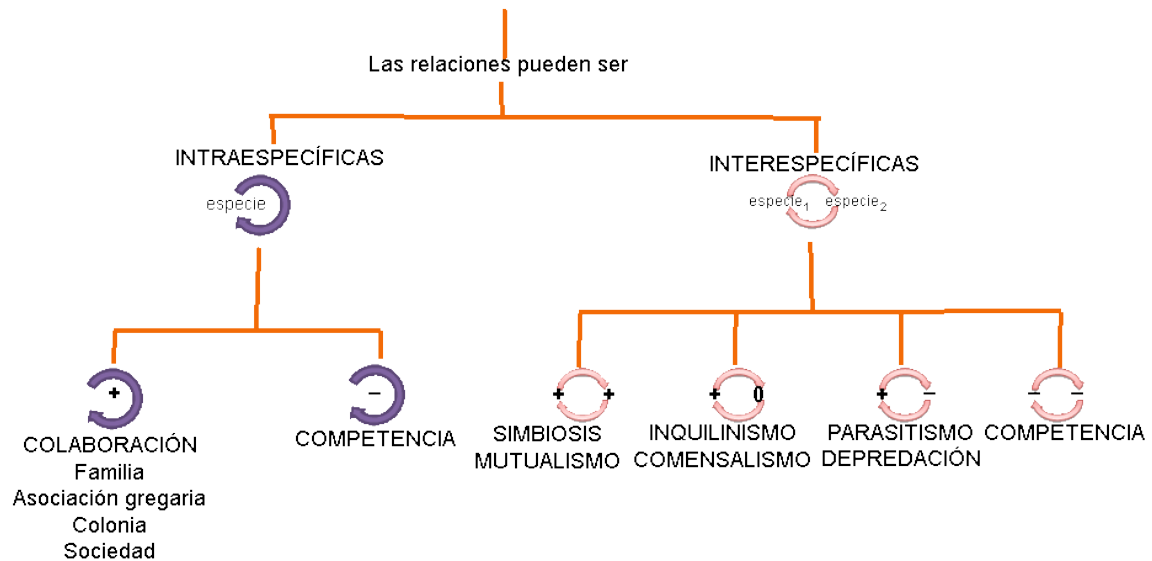 Las relaciones pueden ser
INTRAESPECÍFICAS
especie
INTERESPECÍFICAS
especie₁ especie₂
+
COLABORACIÓN
Familia
Asociación gregaria
Colonia
Sociedad
−
COMPETENCIA
+ +
SIMBIOSIS
MUTUALISMO
+ 0
INQUILINISMO
COMENSALISMO
+ −
PARASITISMO
DEPREDACIÓN
− −
COMPETENCIA